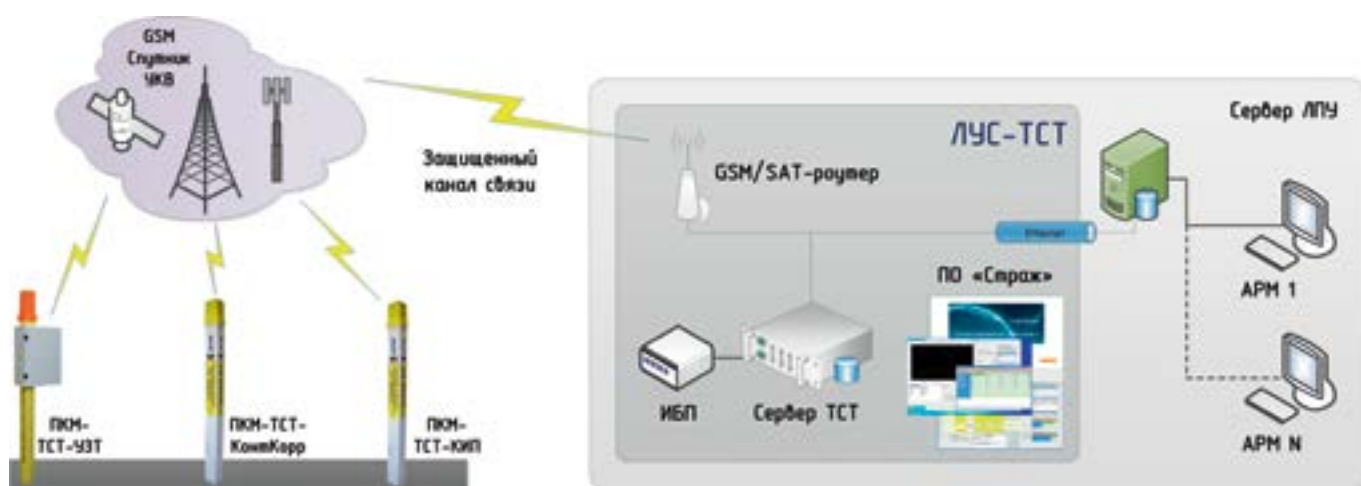 GSM
Спутник
УКВ
Защищенный
канал связи
ПКМ-
ТСТ-УЗТ
ПКМ-ТСТ-
КонтКорр
ПКМ-
ТСТ-КИП
Сервер ЛПУ
ЛУС-ТСТ
GSM/SAT-роутер
Ethernet
ПО «Страж»
ИБП
Сервер ТСТ
АРМ 1
АРМ N